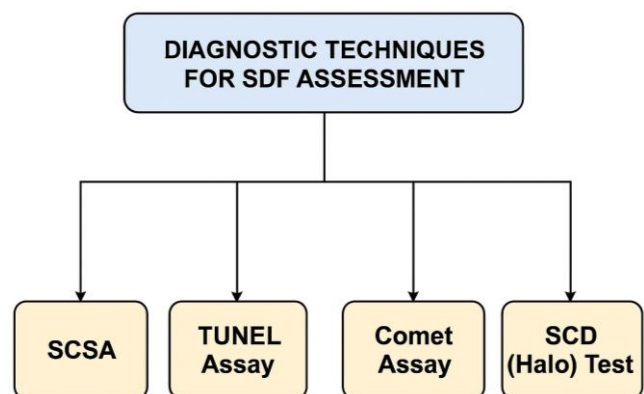 DIAGNOSTIC TECHNIQUES
FOR SDF ASSESSMENT
SCSA
TUNEL
Assay
Comet
Assay
SCD
(Halo) Test